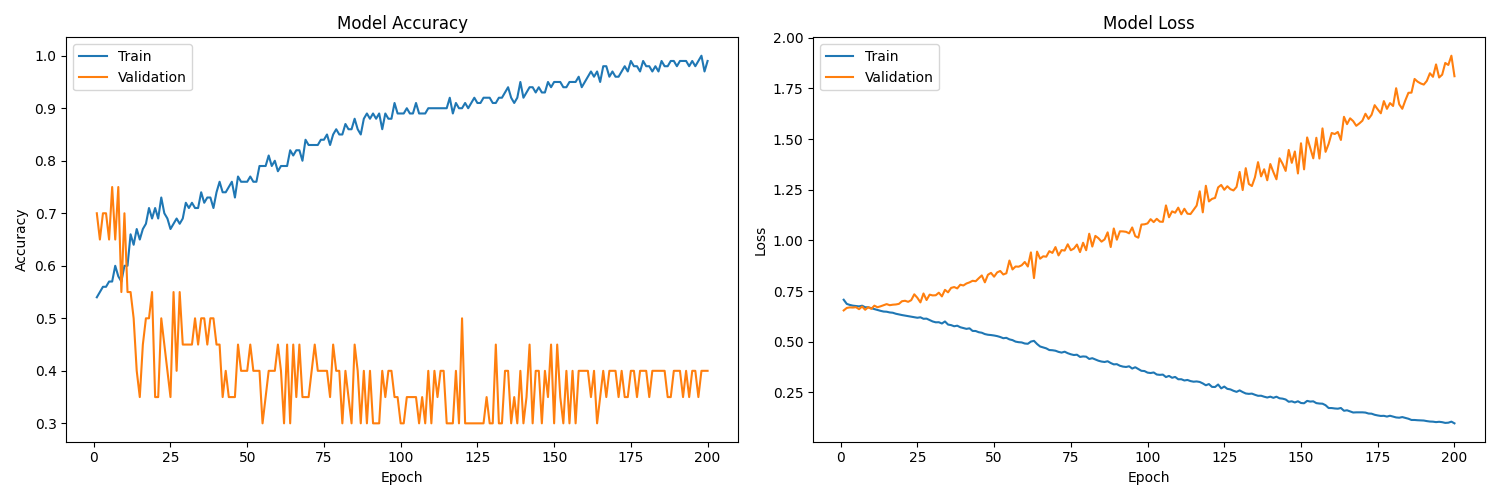 Model Accuracy
Train
Validation
1.0
0.9
0.8
0.7
0.6
0.5
0.4
0.3
Accuracy
0 25 50 75 100 125 150 175 200
Epoch
Model Loss
Train
Validation
2.00
1.75
1.50
1.25
1.00
0.75
0.50
0.25
Loss
0 25 50 75 100 125 150 175 200
Epoch